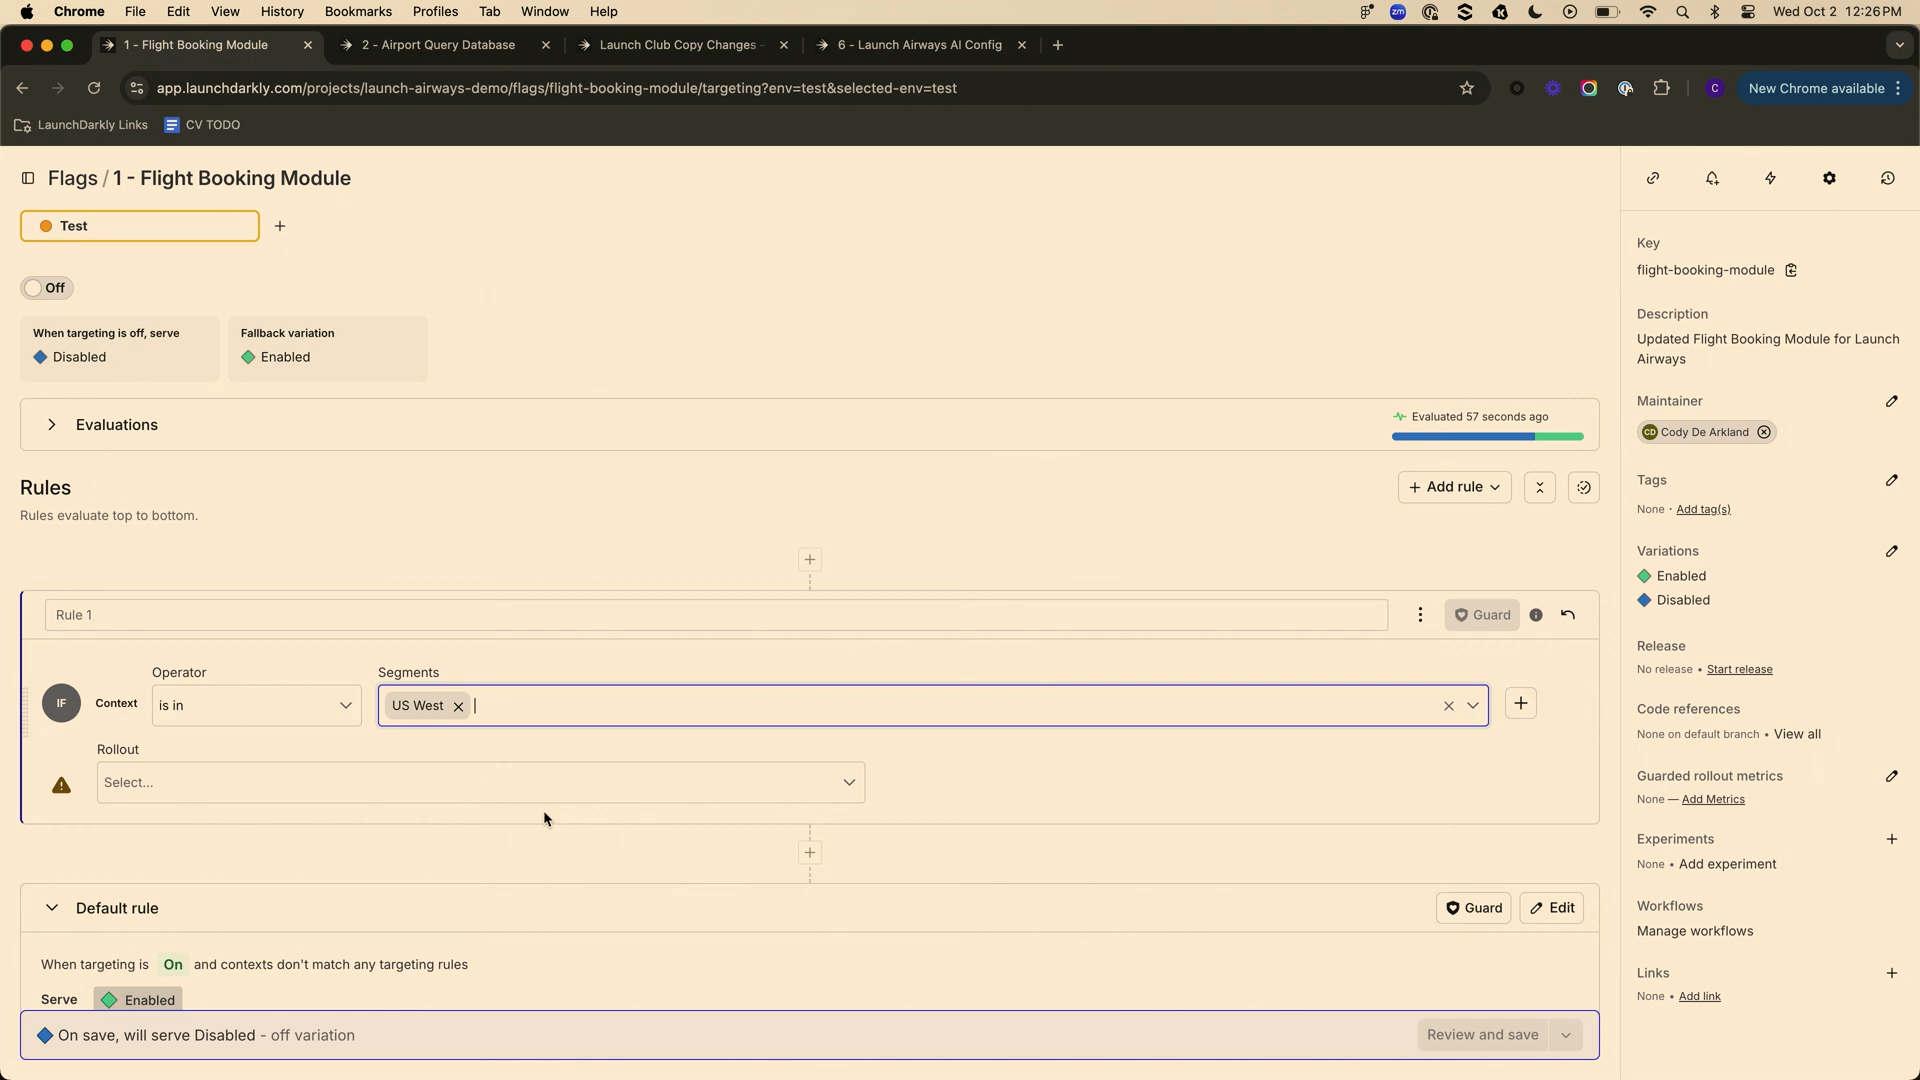 Chrome File Edit View History Bookmarks Profiles Tab Window Help
zm
Wed Oct 2 12:26 PM
1 - Flight Booking Module
2 - Airport Query Database
Launch Club Copy Changes -
6 - Launch Airways AI Config
app.launchdarkly.com/projects/launch-airways-demo/flags/flight-booking-module/targeting?env=test&selected-env=test
C
New Chrome available
LaunchDarkly Links
CV TODO
Flags / 1 - Flight Booking Module
Test
Off
When targeting is off, serve
Disabled
Fallback variation
Enabled
Evaluations
Evaluated 57 seconds ago
Rules
Add rule
Rules evaluate top to bottom.
Rule 1
Guard
IF
Context
Operator
is in
Segments
US West
Rollout
Select...
Default rule
Guard
Edit
When targeting is On and contexts don't match any targeting rules
Serve Enabled
On save, will serve Disabled - off variation
Review and save
Key
flight-booking-module
Description
Updated Flight Booking Module for Launch
Airways
Maintainer
CD Cody De Arkland
Tags
None · Add tag(s)
Variations
Enabled
Disabled
Release
No release • Start release
Code references
None on default branch • View all
Guarded rollout metrics
None — Add Metrics
Experiments
None • Add experiment
Workflows
Manage workflows
Links
None • Add link